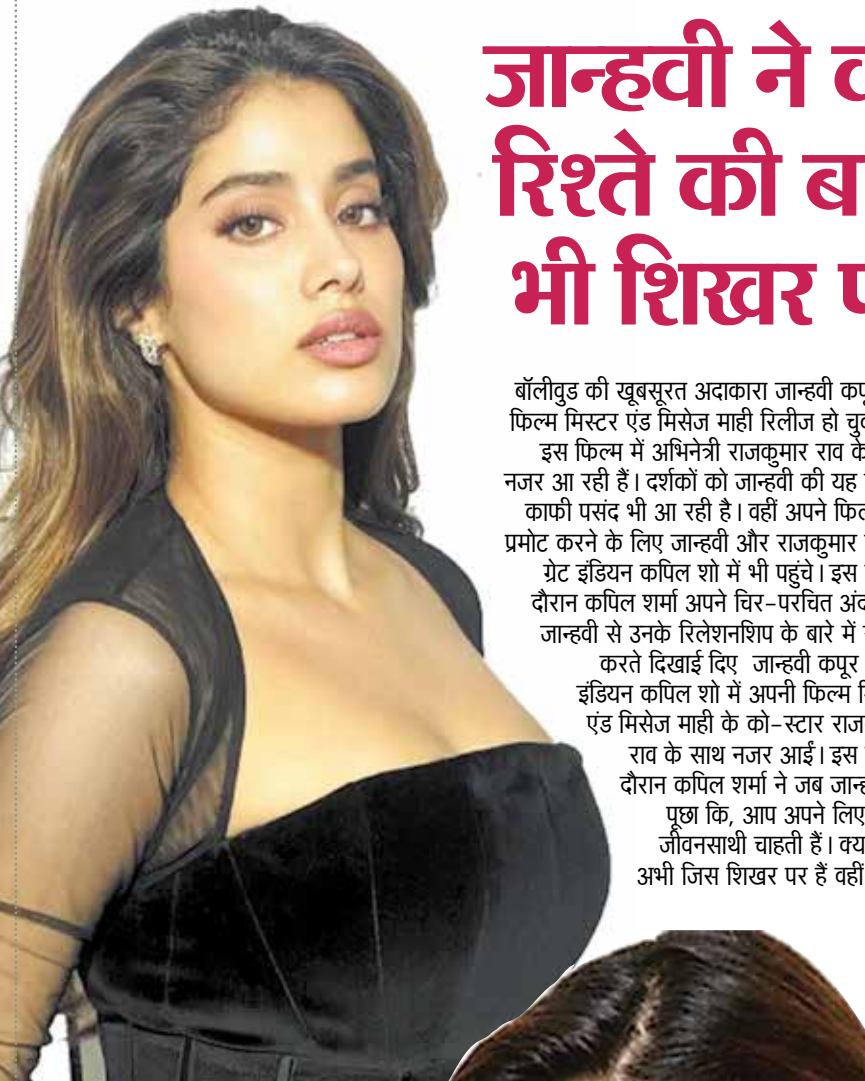 जान्हवी ने
रिश्ते की
भी शिखर
बॉलीवुड की खूबसूरत अदाकारा जान्हवी
फिल्म मिस्टर एंड मिसेज माही रिलीज हो
इस फिल्म में अभिनेत्री राजकुमार राव के
नजर आ रही हैं। दर्शकों को जान्हवी की यह
काफी पसंद भी आ रही है। वहीं अपने
प्रमोट करने के लिए जान्हवी और राजकुमार
ग्रेट इंडियन कपिल शो में भी पहुंचे। इस
दौरान कपिल शर्मा अपने चिर-परचित
जान्हवी से उनके रिलेशनशिप के बारे में
करते दिखाई दिए जान्हवी कपूर
इंडियन कपिल शो में अपनी फिल्म
एंड मिसेज माही के को-स्टार
राव के साथ नजर आईं। इस
दौरान कपिल शर्मा ने जब
पूछा कि, आप अपने लिए
जीवनसाथी चाहती हैं।
अभी जिस शिखर पर हैं वहीं